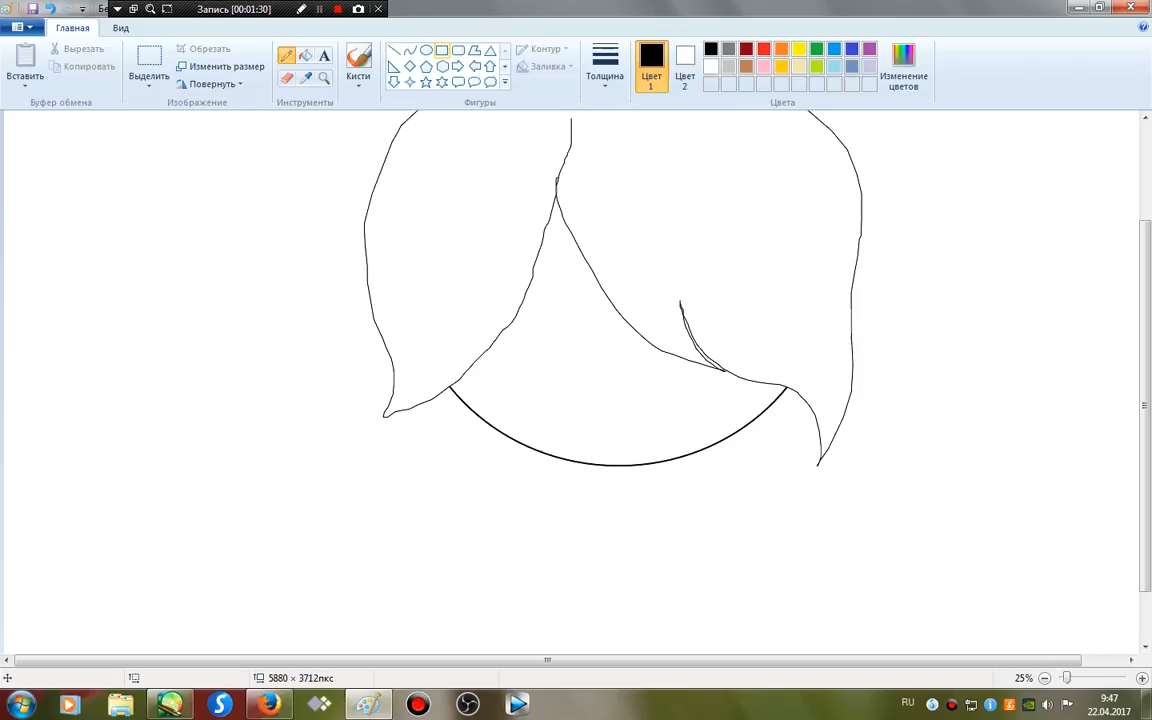 Бе
Запись [00:01:30]
Главная Вид
Вставить
Вырезать
Копировать
Буфер обмена
Выделить
Обрезать
Изменить размер
Повернуть
Изображение
A
Инструменты
Кисти
Фигуры
Контур
Заливка
Толщина
Цвет
1
Цвет
2
Изменение
цветов
Цвета
5880 × 3712пкс
25%
S
RU
9:47
22.04.2017